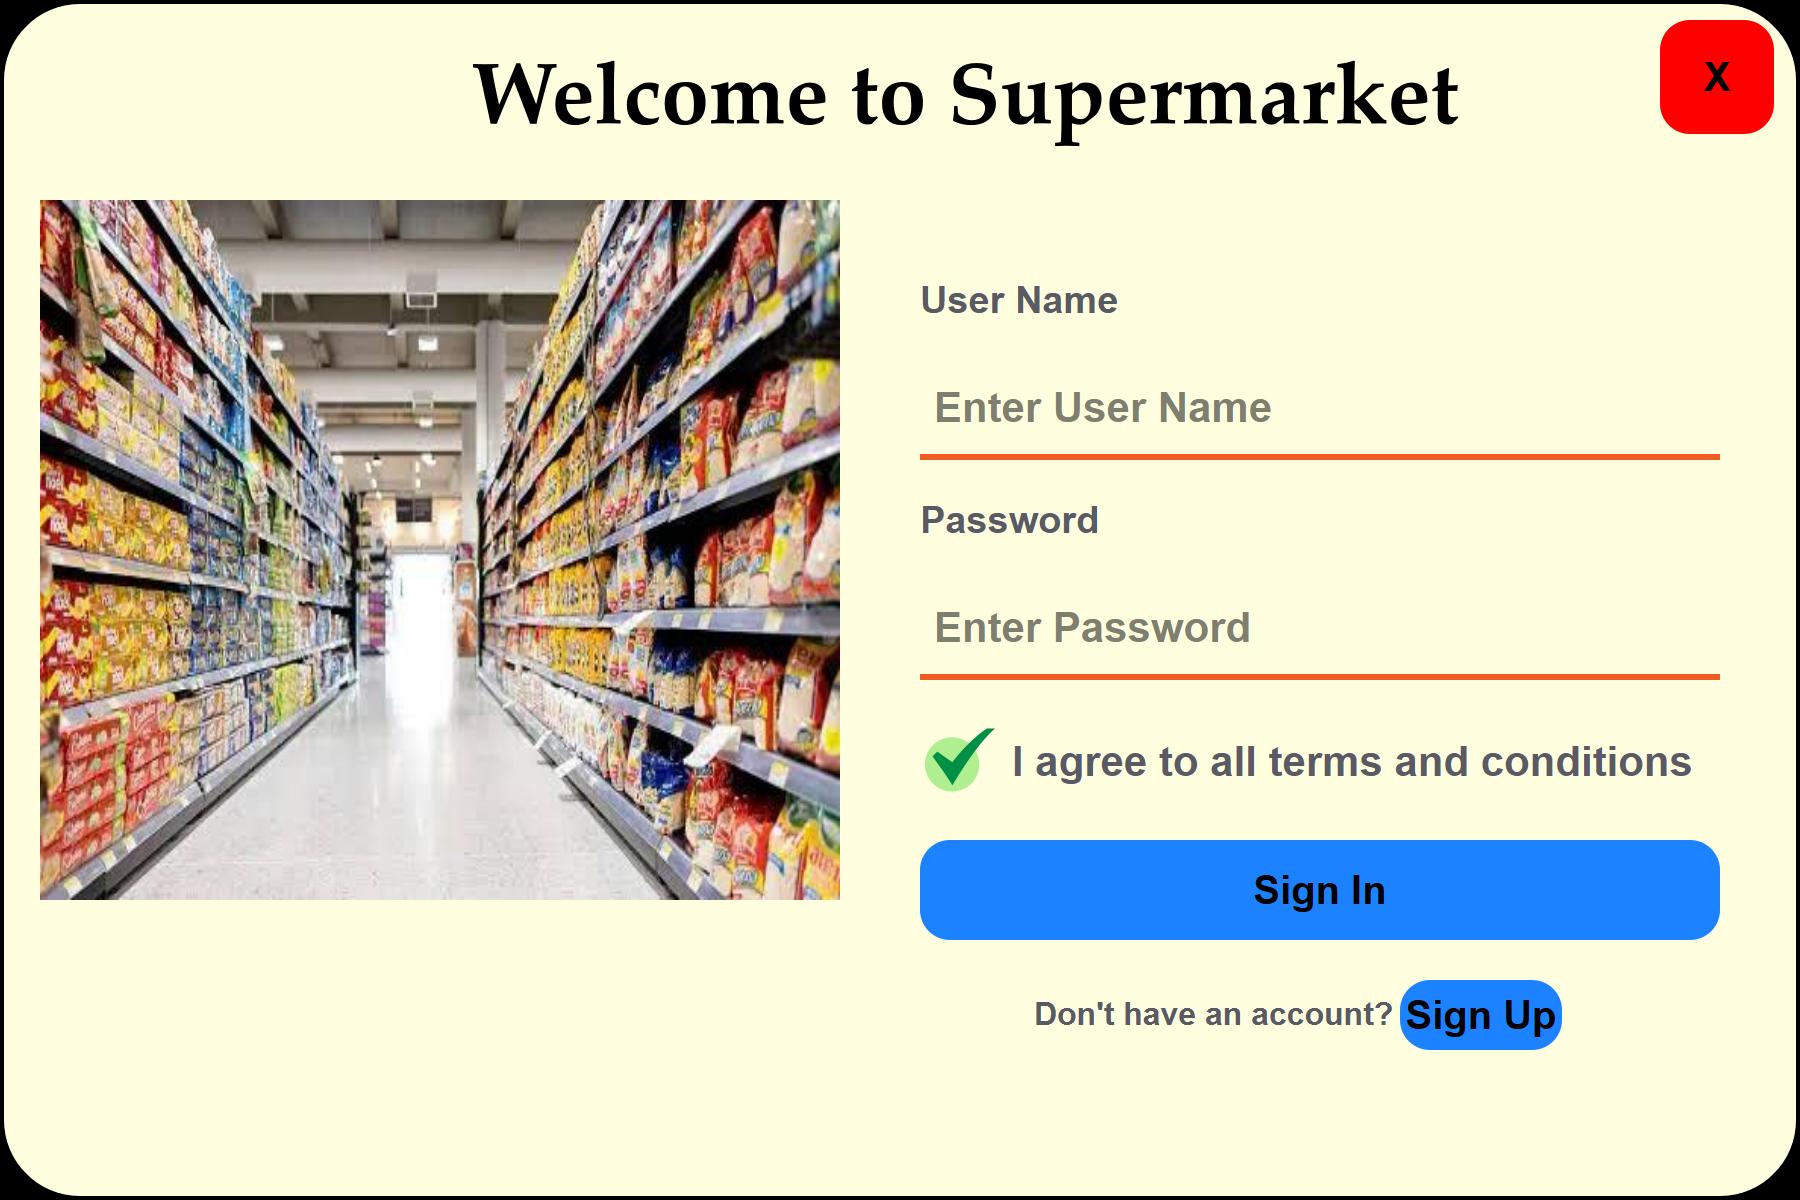 Welcome to Supermarket
X
User Name
Enter User Name
Password
Enter Password
I agree to all terms and conditions
Sign In
Don't have an account? Sign Up